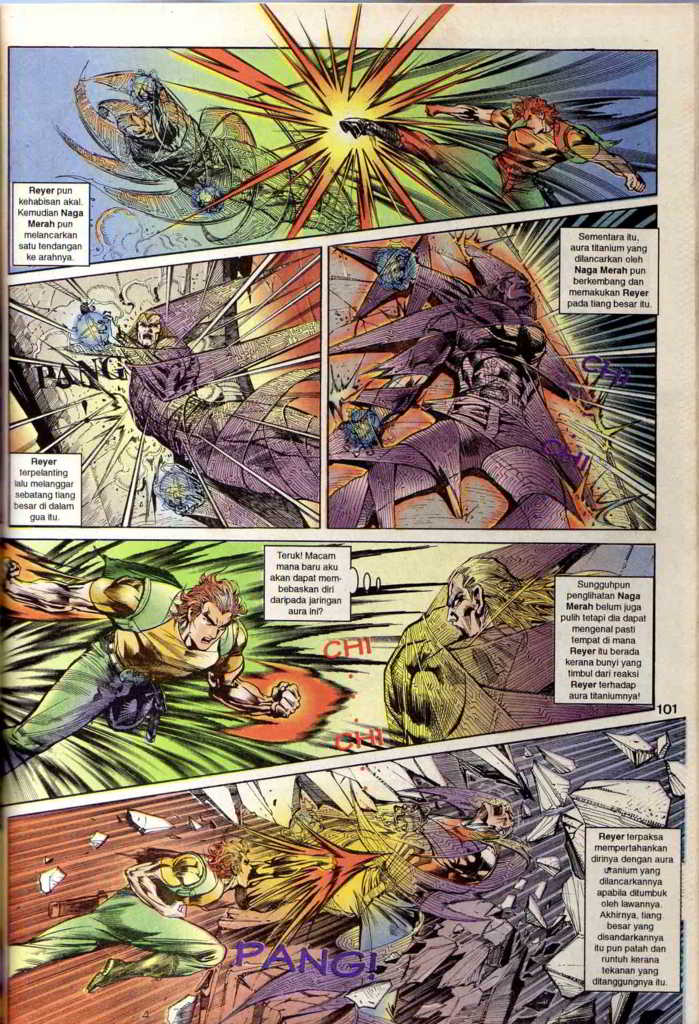 Reyer pun
kehabisan akal.
Kemudian Naga
Merah pun
melancarkan
satu tendangan
ke arahnya.
PANG
Reyer
terpelanting
lalu melanggar
sebatang tiang
besar di dalam
gua itu.
Sementara itu,
aura titanium yang
dilancarkan oleh
Naga Merah pun
berkembang dan
memakukan Reyer
pada tiang besar itu.
CHI
CHI
Teruk! Macam
mana baru aku
akan dapat mem-
bebaskan diri
daripada jaringan
aura ini?
CHI
CHI
Sungguhpun
penglihatan Naga
Merah belum juga
pulih tetapi dia dapat
mengenal pasti
tempat di mana
Reyer itu berada
kerana bunyi yang
timbul dari reaksi
Reyer terhadap
aura titaniumnya!
101
PANG!
Reyer terpaksa
mempertahankan
dirinya dengan aura
uranium yang
dilancarkannya
apabila ditumbuk
oleh lawannya.
Akhirnya, tiang
besar yang
disandarkannya
itu pun patah dan
runtuh kerana
tekanan yang
ditanggungnya itu.